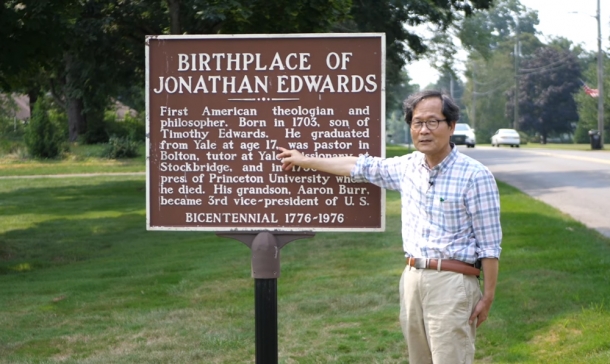 BIRTHPLACE OF
JONATHAN EDWARDS
First American theologian and
philosopher. Born in 1703, son of
Timothy Edwards. He graduated
from Yale at age 17, was pastor in
Bolton, tutor at Yale,
Stockbridge, and in
pres of Princeton University
he died. His grandson, Aaron Burr,
became 3rd vice-president of U. S.
BICENTENNIAL 1776-1976